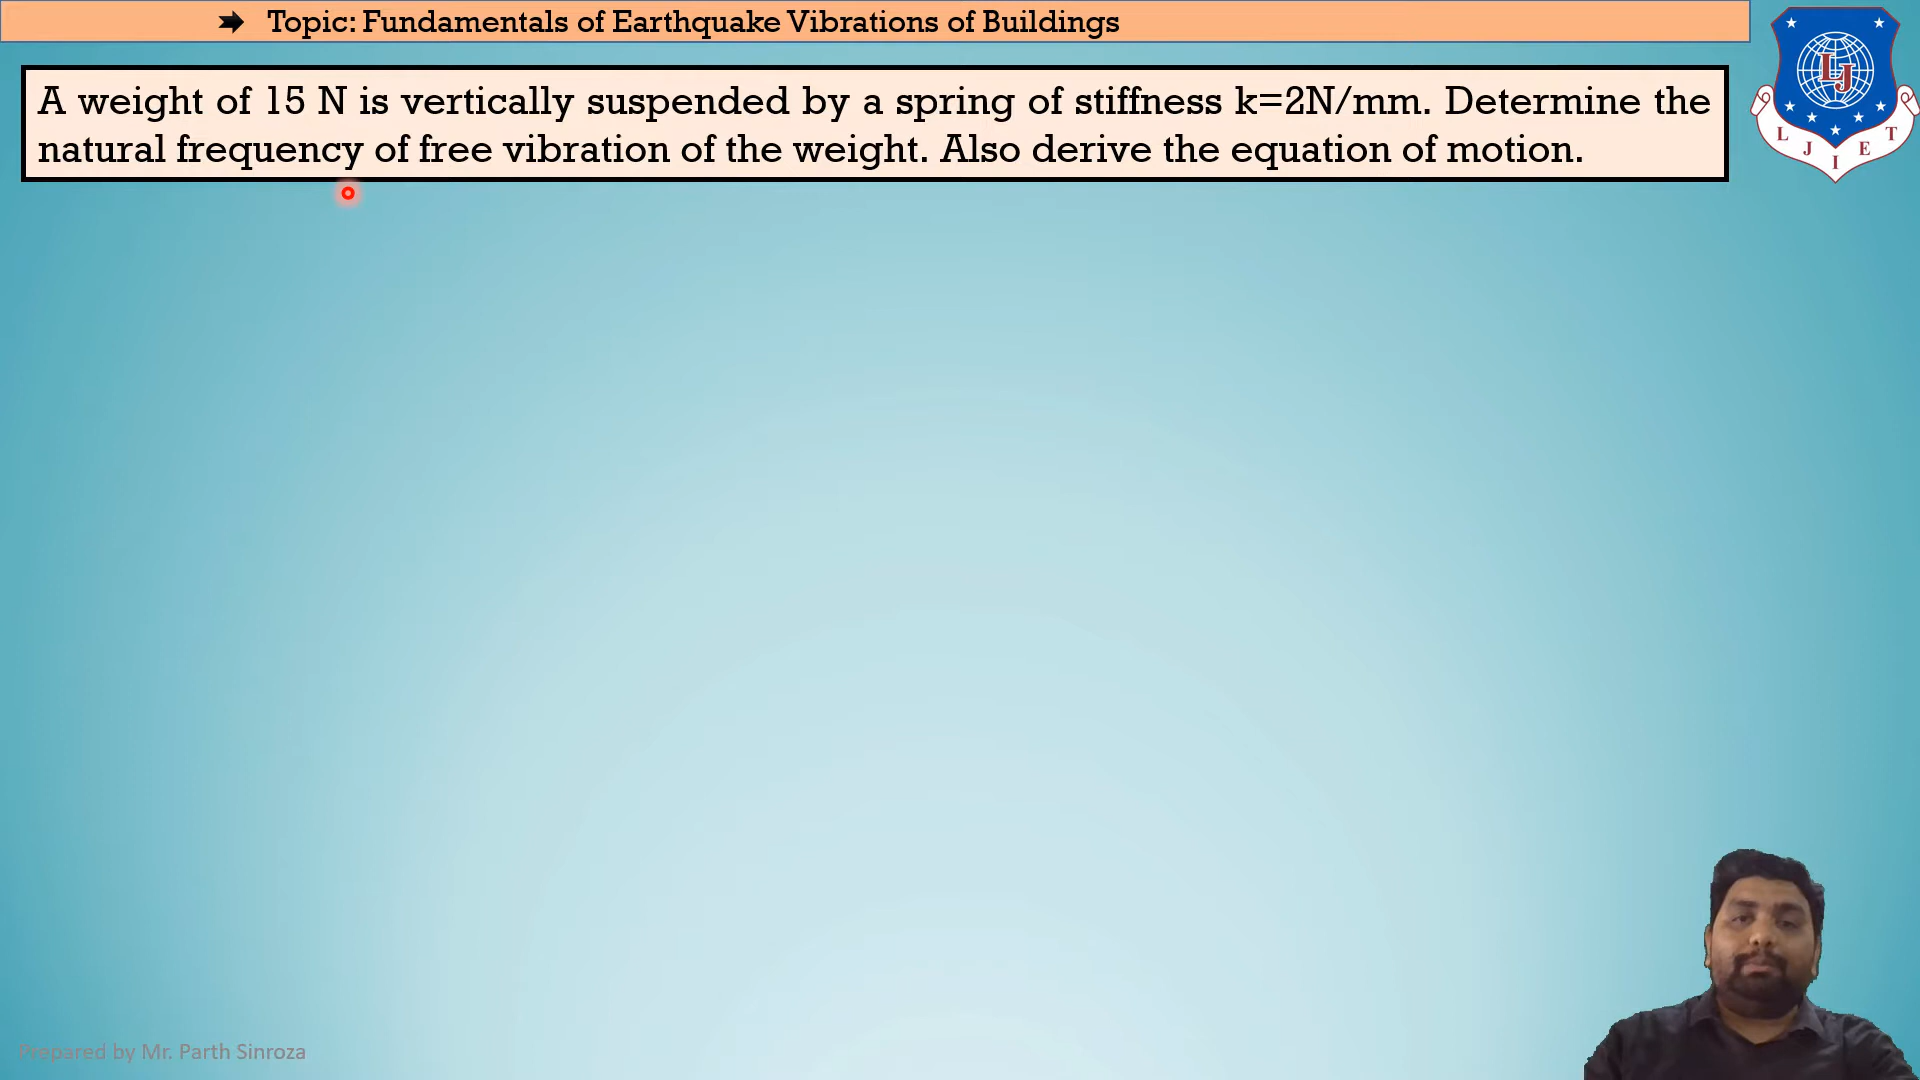 Topic: Fundamentals of Earthquake Vibrations of Buildings
A weight of 15 N is vertically suspended by a spring of stiffness k=2N/mm. Determine the
natural frequency of free vibration of the weight. Also derive the equation of motion.
LJ
L J I E T
Prepared by Mr. Parth Sinroza